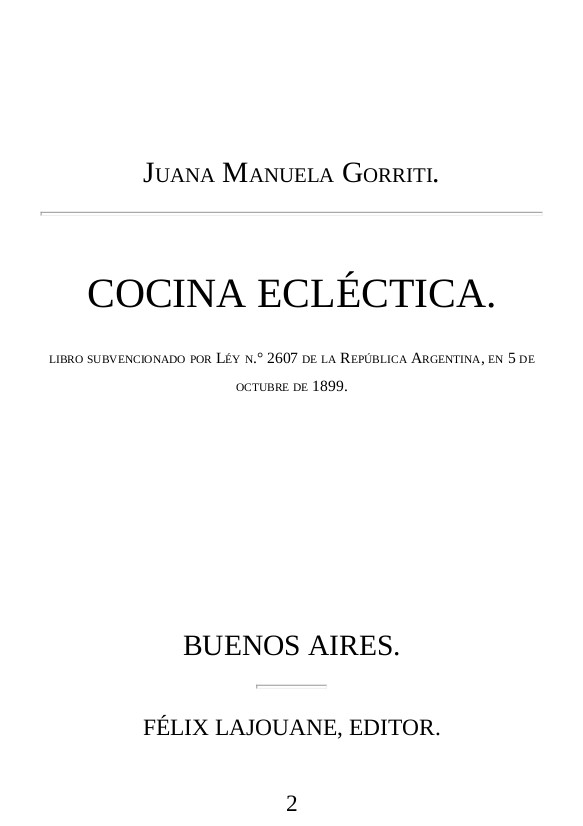 Juana Manuela Gorriti.
COCINA ECLÉCTICA.
libro subvencionado por Léy n.° 2607 de la República Argentina, en 5 de
octubre de 1899.
BUENOS AIRES.
FÉLIX LAJOUANE, EDITOR.
2